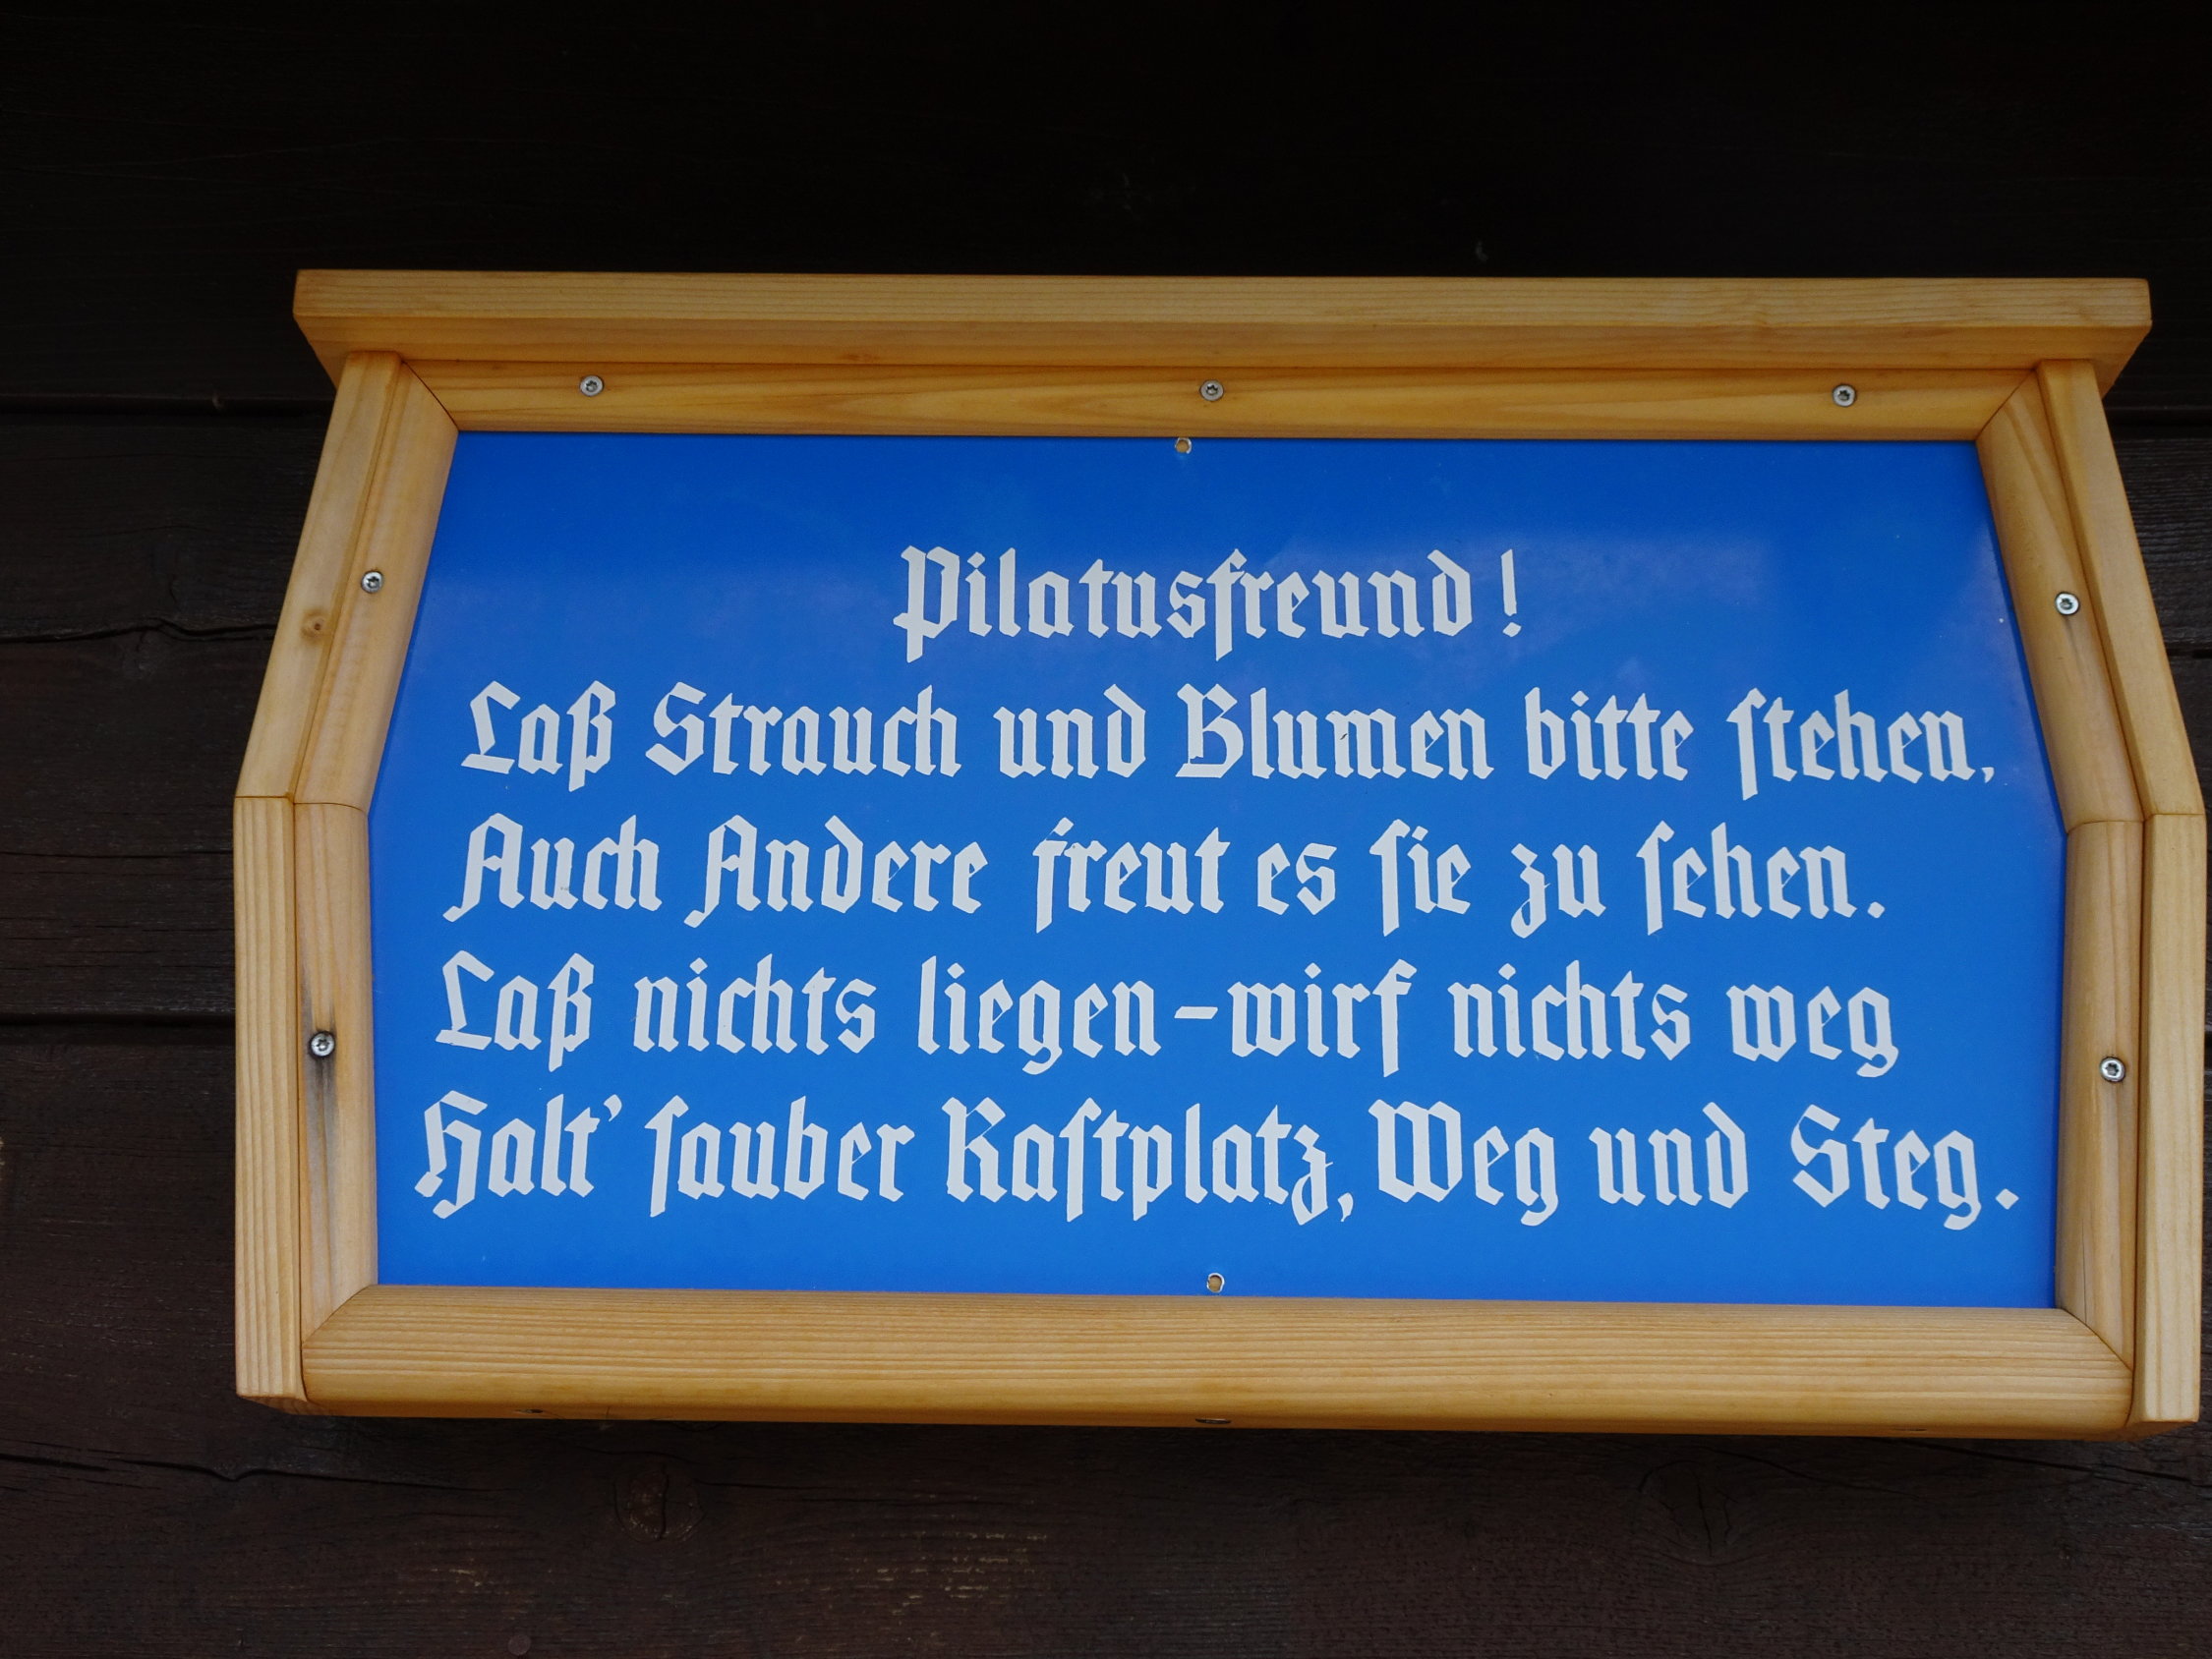 Pilatusfreund!
Laß Strauch und Blumen bitte ſtehen,
Auch Andere freut es ſie zu ſehen.
Laß nichts liegen - wirf nichts weg
Halt' ſauber Raſtplatz, Weg und Steg.